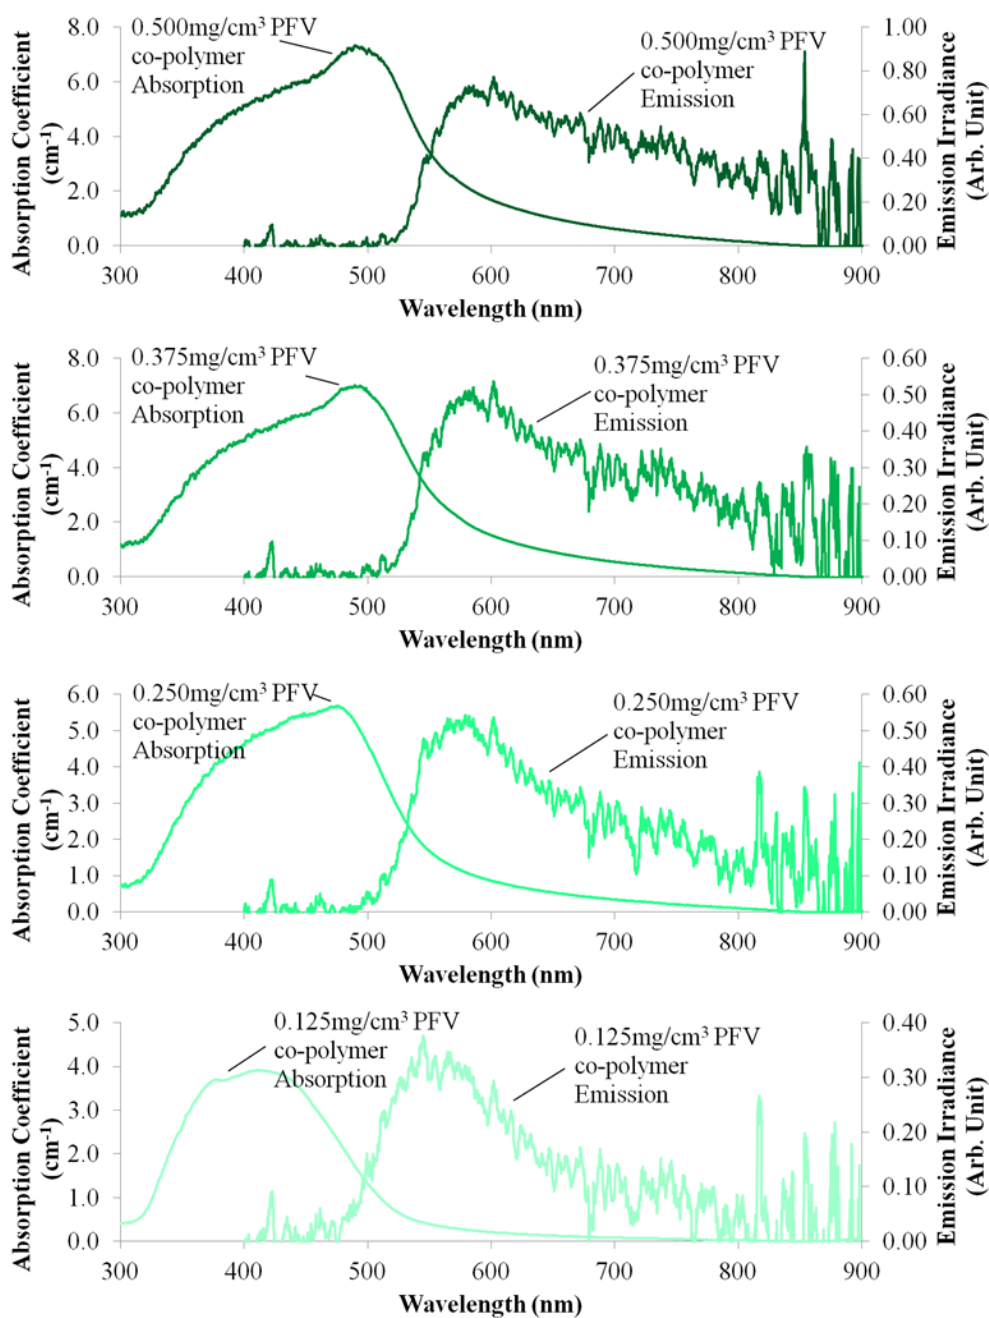 Absorption Coefficient
(cm-1)
8.0
6.0
4.0
2.0
0.0
0.500mg/cm3 PFV
co-polymer
Absorption
0.500mg/cm3 PFV
co-polymer
Emission
1.00
0.80
0.60
0.40
0.20
0.00
Emission Irradiance
(Arb. Unit)
300 400 500 600 700 800 900
Wavelength (nm)
Absorption Coefficient
(cm-1)
8.0
6.0
4.0
2.0
0.0
0.375mg/cm3 PFV
co-polymer
Absorption
0.375mg/cm3 PFV
co-polymer
Emission
0.60
0.50
0.40
0.30
0.20
0.10
0.00
Emission Irradiance
(Arb. Unit)
300 400 500 600 700 800 900
Wavelength (nm)
Absorption Coefficient
(cm-1)
6.0
5.0
4.0
3.0
2.0
1.0
0.0
0.250mg/cm3 PFV
co-polymer
Absorption
0.250mg/cm3 PFV
co-polymer
Emission
0.60
0.50
0.40
0.30
0.20
0.10
0.00
Emission Irradiance
(Arb. Unit)
300 400 500 600 700 800 900
Wavelength (nm)
Absorption Coefficient
(cm-1)
5.0
4.0
3.0
2.0
1.0
0.0
0.125mg/cm3 PFV
co-polymer
Absorption
0.125mg/cm3 PFV
co-polymer
Emission
0.40
0.30
0.20
0.10
0.00
Emission Irradiance
(Arb. Unit)
300 400 500 600 700 800 900
Wavelength (nm)